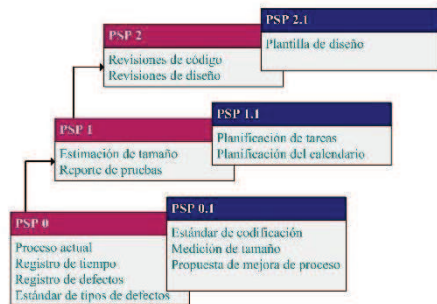 PSP 2
Revisiones de código
Revisiones de diseño
PSP 2.1
Plantilla de diseño
PSP 1
Estimación de tamaño
Reporte de pruebas
PSP 1.1
Planificación de tareas
Planificación del calendario
PSP 0
Proceso actual
Registro de tiempo
Registro de defectos
Estándar de tipos de defectos
PSP 0.1
Estándar de codificación
Medición de tamaño
Propuesta de mejora de proceso